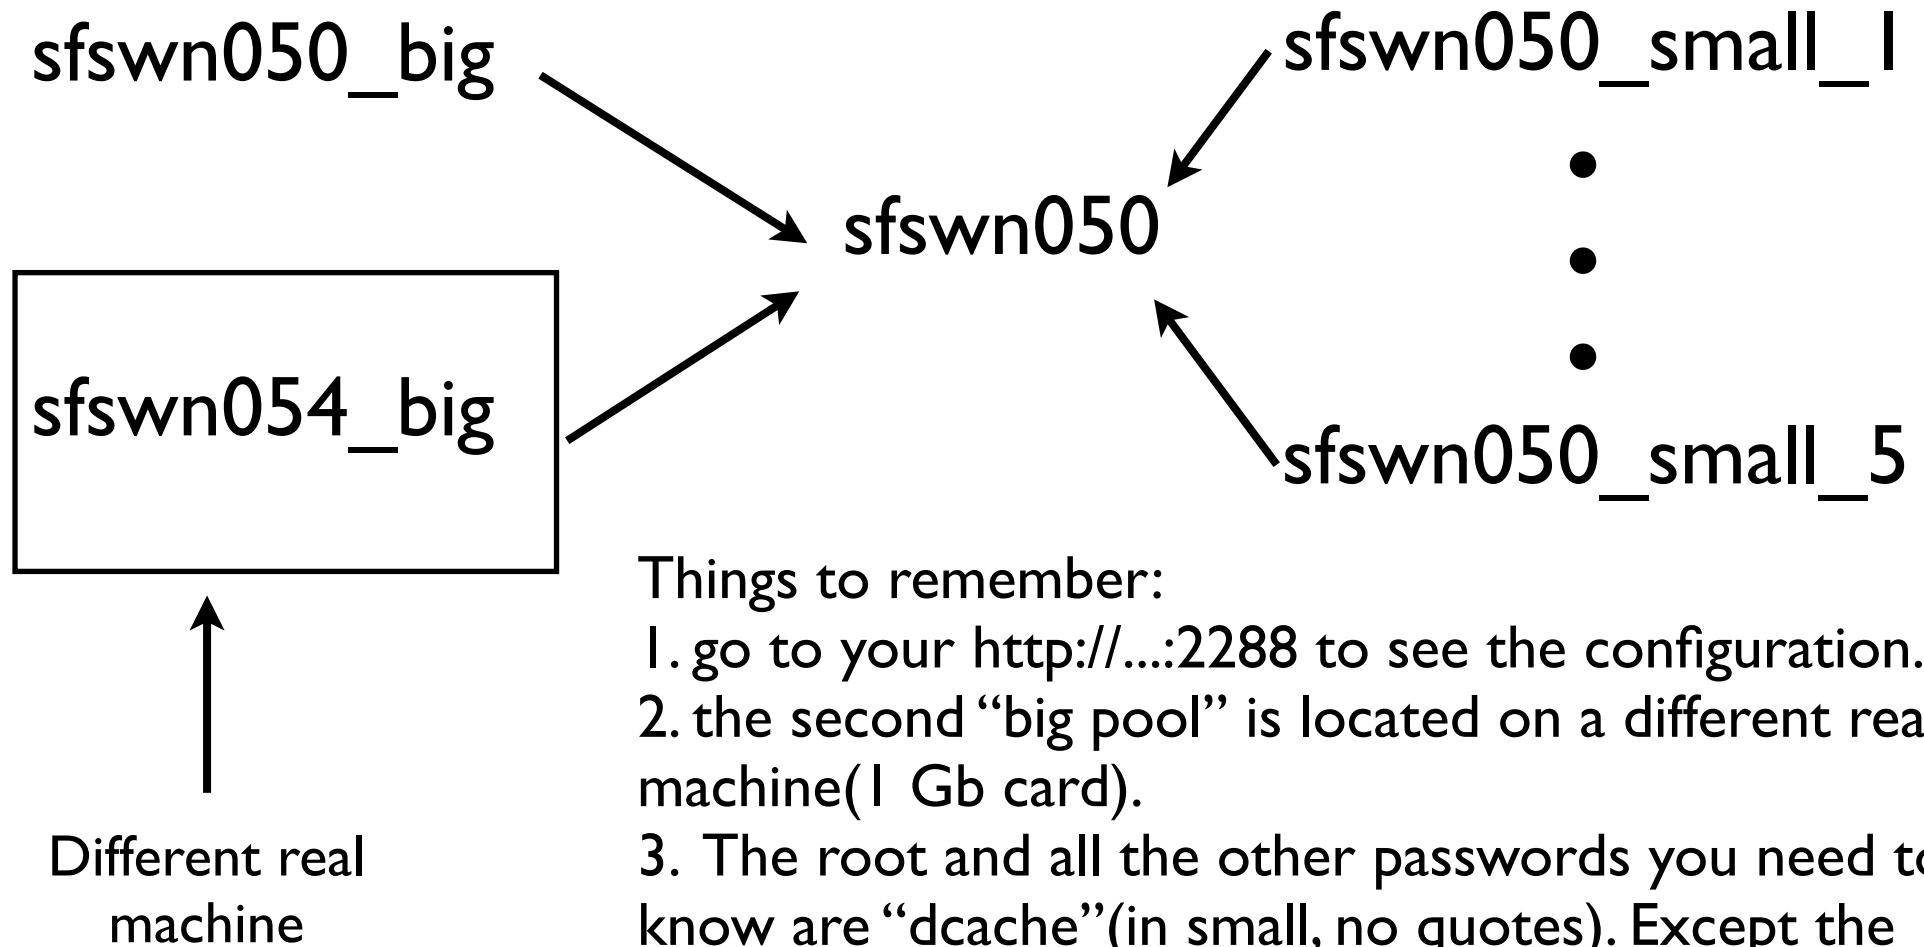 sfswn050_big
sfswn050_small_1
sfswn050
sfswn054_big
sfswn050_small_5
Different real
machine
Things to remember:
1. go to your http://...:2288 to see the configuration.
2. the second “big pool” is located on a different
machine(1 Gb card).
3. The root and all the other passwords you need
know are “dcache”(in small, no quotes). Except the